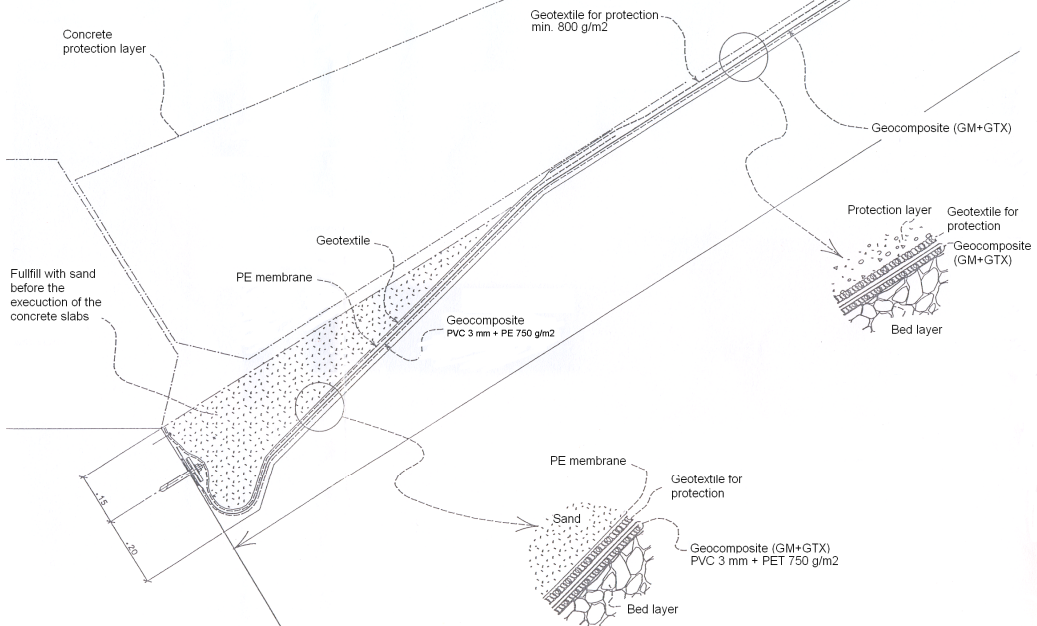 Geotextile for protection
min. 800 g/m2
Concrete
protection layer
Geocomposite (GM+GTX)
Protection layer
Geotextile for
protection
Geocomposite
(GM+GTX)
Bed layer
Geotextile
PE membrane
Fullfill with sand
before the
execucution of the
concrete slabs
Geocomposite
PVC 3 mm + PE 750 g/m2
PE membrane
Geotextile for
protection
Sand
Geocomposite (GM+GTX)
PVC 3 mm + PET 750 g/m2
Bed layer
.15
.20